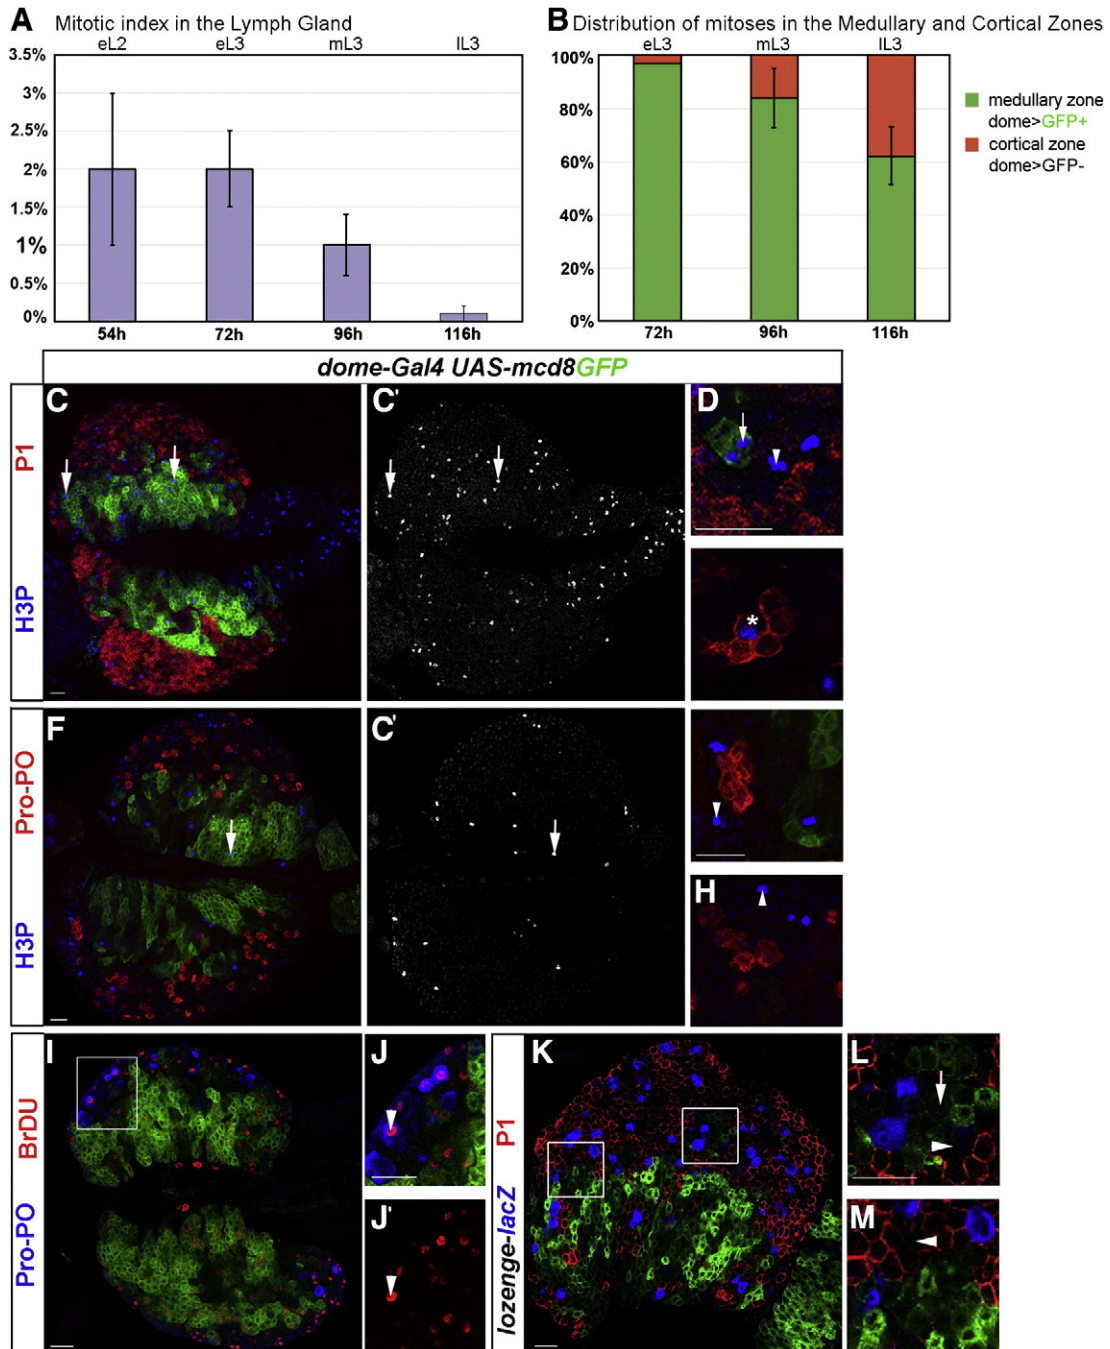 A Mitotic index in the Lymph Gland
eL2 eL3 mL3 lL3
3.5%
3%
2%
1.5%
1%
0.5%
0%
54h 72h 96h 116h
B Distribution of mitoses in the Medullary and Cortical Zones
eL3 mL3 lL3
100%
80%
60%
40%
20%
0%
72h 96h 116h
medullary zone
dome>GFP+
cortical zone
dome>GFP-
dome-Gal4 UAS-mcd8GFP
H3P P1
C
C'
D
*
H3P Pro-PO
F
C'
H
Pro-PO BrDU
I
J
J'
lozenge-lacZ P1
K
L
M